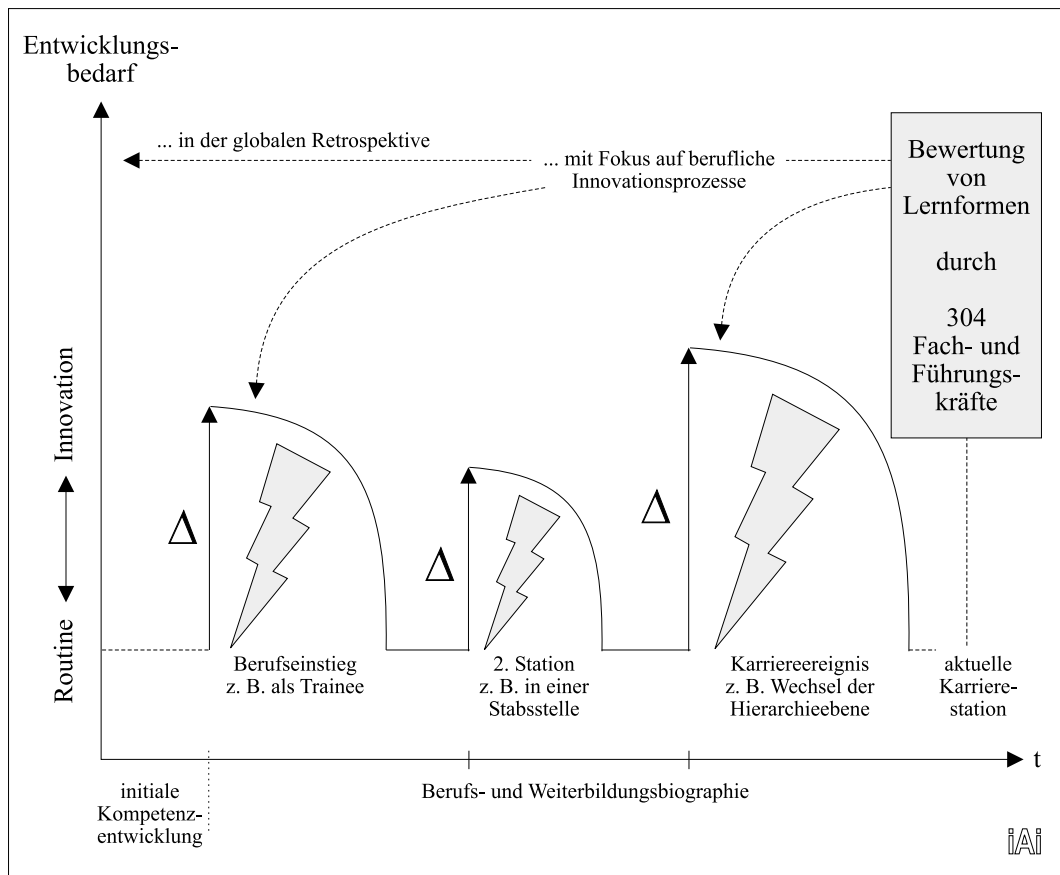 Entwicklungs-
bedarf
... in der globalen Retrospektive
... mit Fokus auf berufliche
Innovationsprozesse
Bewertung
von
Lernformen
durch
304
Fach- und
Führungs-
kräfte
Innovation
Routine
Δ
Δ
Δ
Berufseinstieg
z. B. als Trainee
2. Station
z. B. in einer
Stabsstelle
Karriereereignis
z. B. Wechsel der
Hierarchieebene
aktuelle
Karriere-
station
t
initiale
Kompetenz-
entwicklung
Berufs- und Weiterbildungsbiographie
iAi